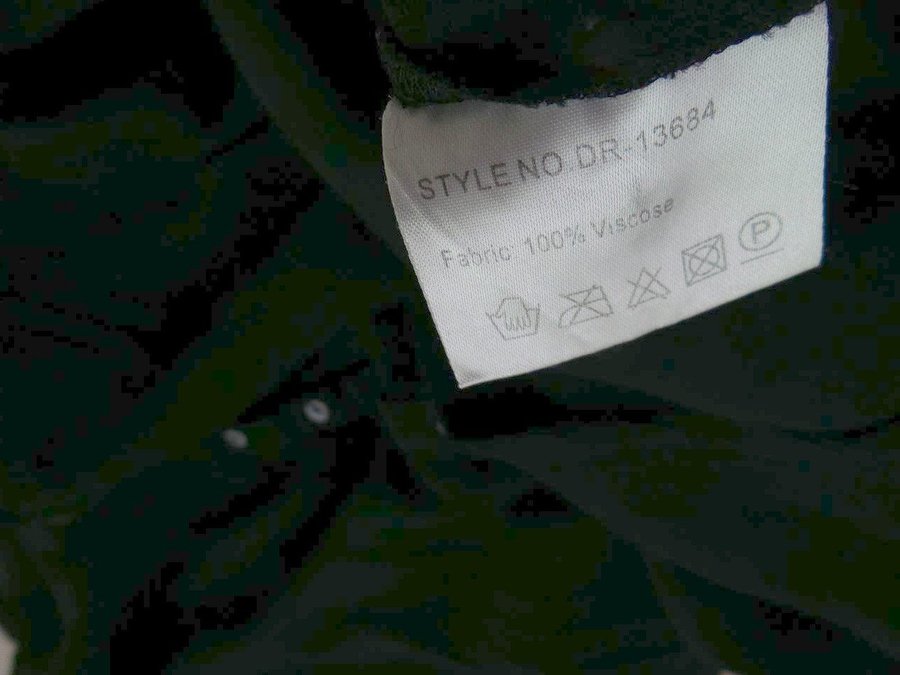 STYLE NO. DR-13684
Fabric: 100% Viscose
P